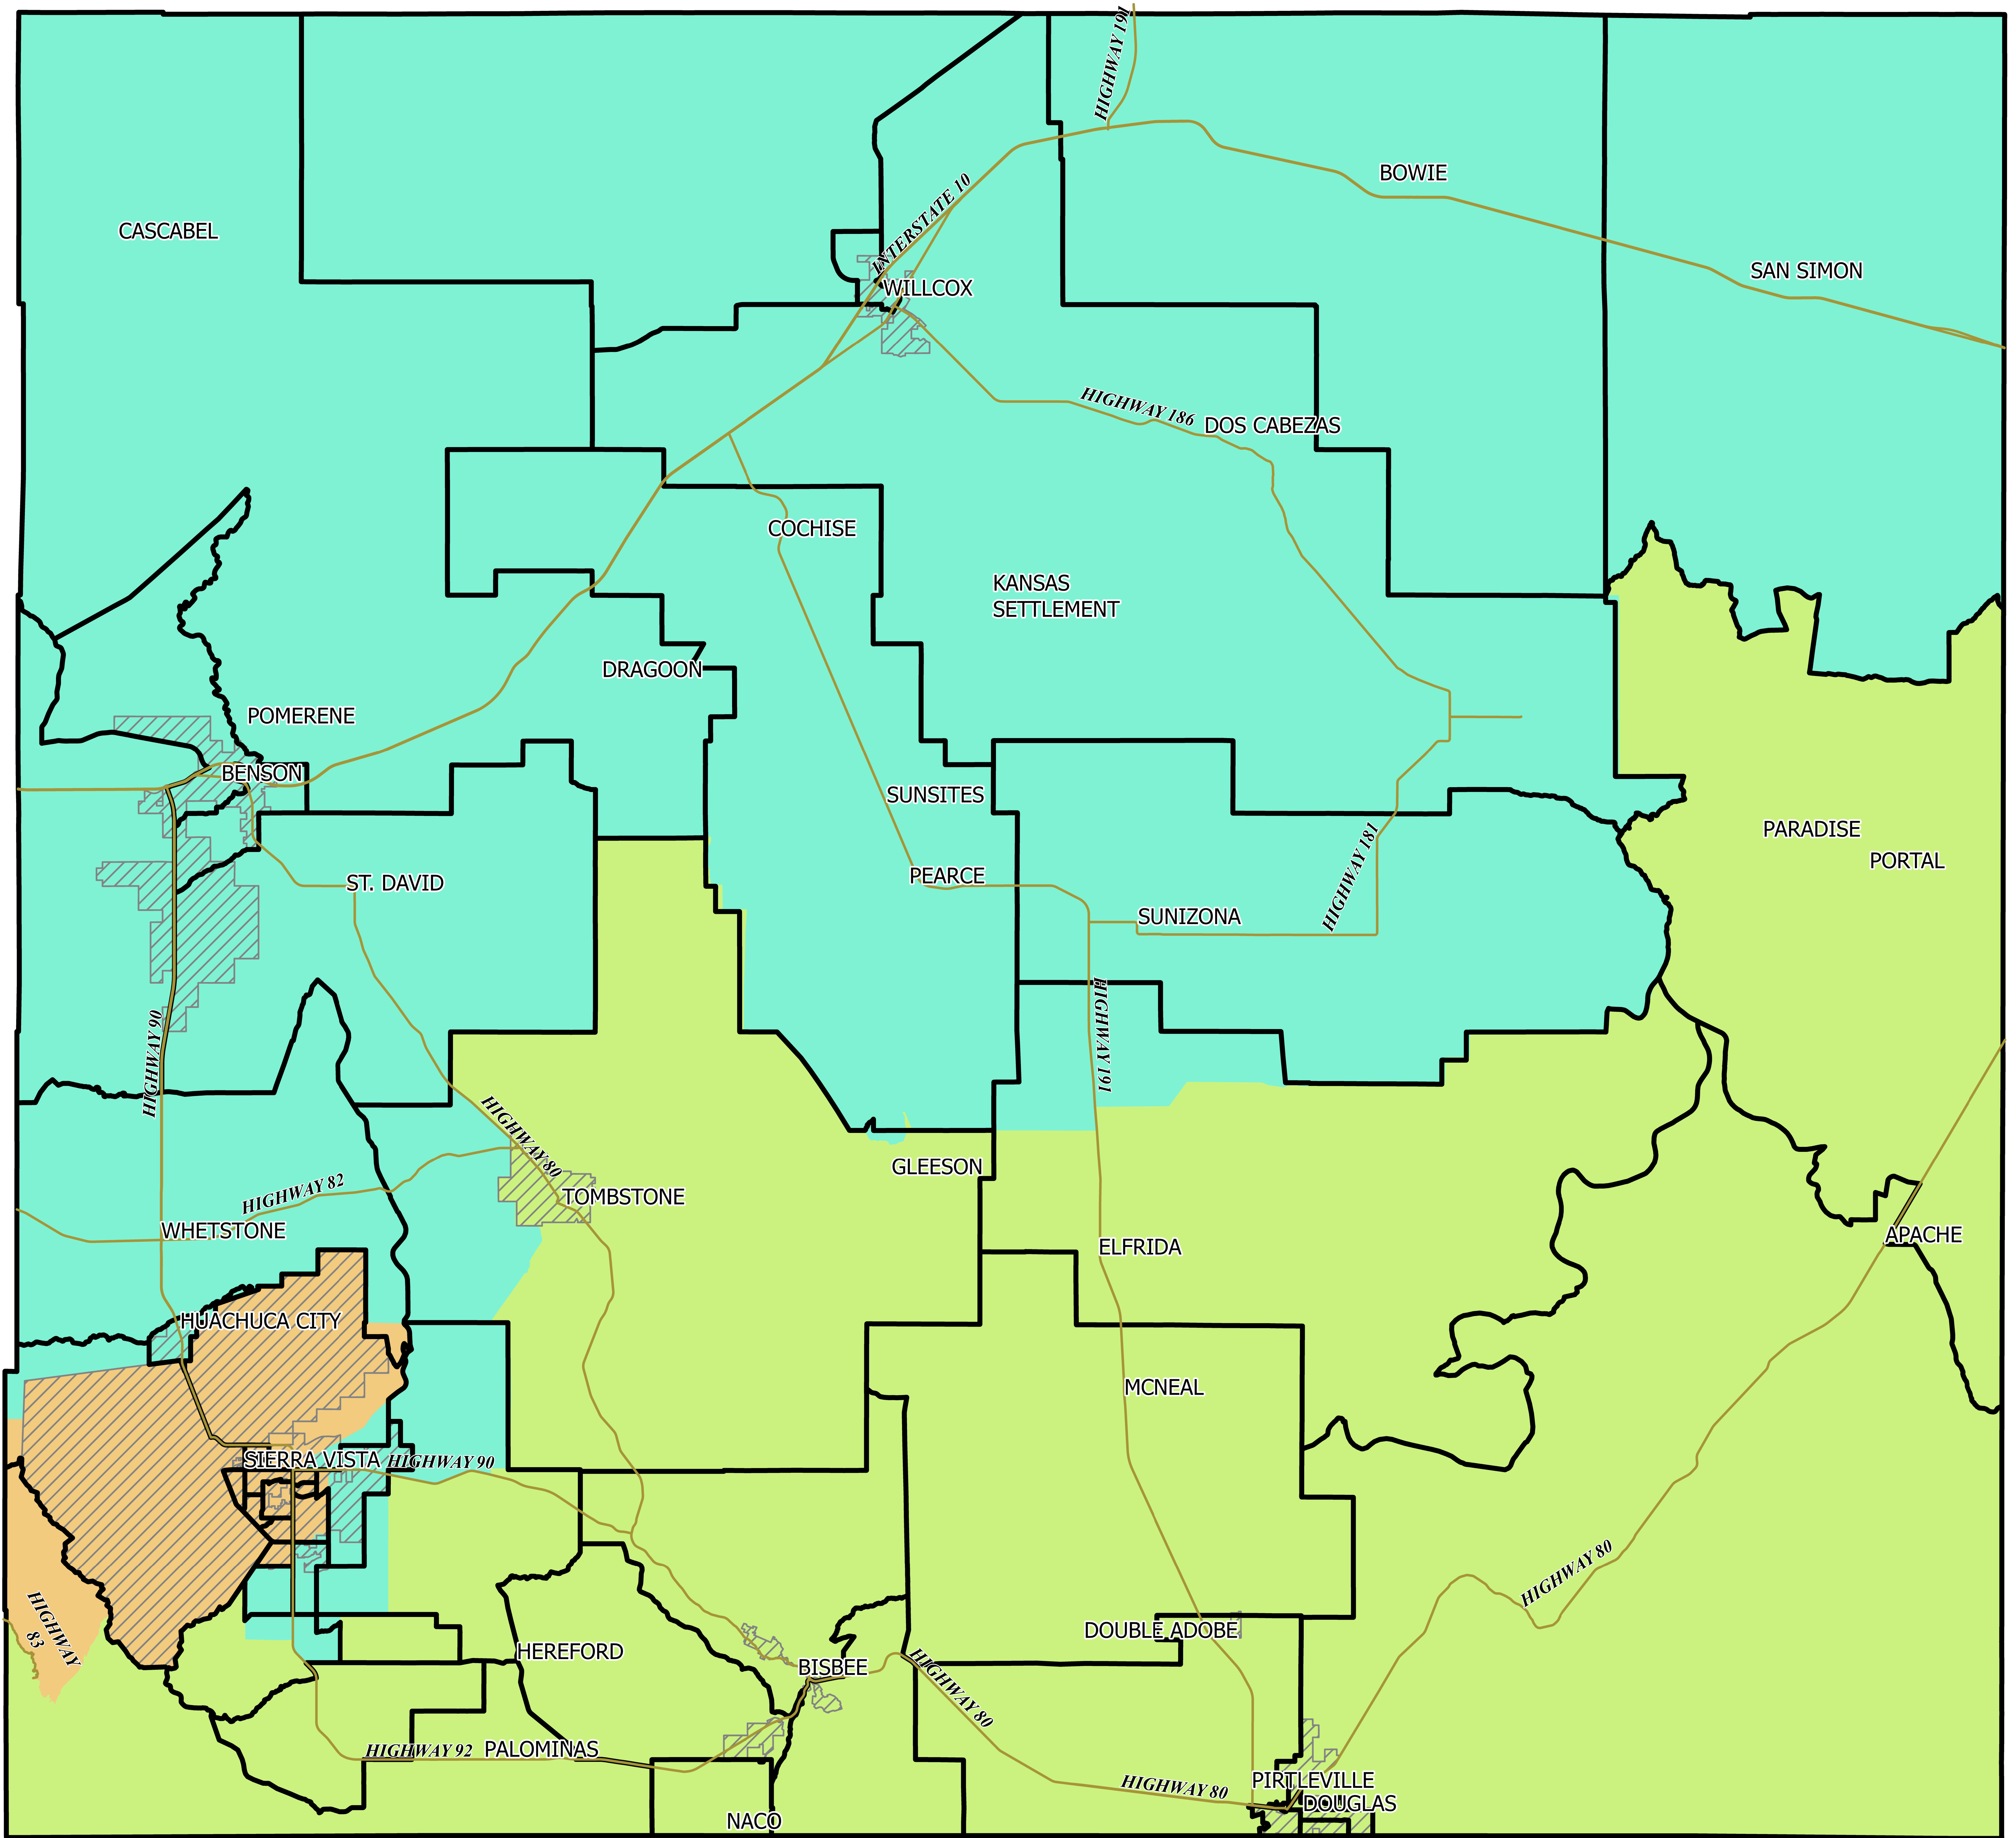 HIGHWAY 191
BOWIE
CASCABEL
INTERSTATE 10
SAN SIMON
WILLCOX
HIGHWAY 186
DOS CABEZAS
COCHISE
KANSAS
SETTLEMENT
DRAGOON
POMERENE
BENSON
SUNSITES
PARADISE
PORTAL
ST. DAVID
PEARCE
HIGHWAY 181
SUNIZONA
HIGHWAY 90
HIGHWAY 191
HIGHWAY 80
GLEESON
HIGHWAY 82
TOMBSTONE
WHETSTONE
ELFRIDA
APACHE
HUACHUCA CITY
MCNEAL
SIERRA VISTA
HIGHWAY 90
HIGHWAY 80
HIGHWAY
83
DOUBLE ADOBE
HEREFORD
BISBEE
HIGHWAY 80
HIGHWAY 92
PALOMINAS
HIGHWAY 80
PIRTLEVILLE
DOUGLAS
NACO